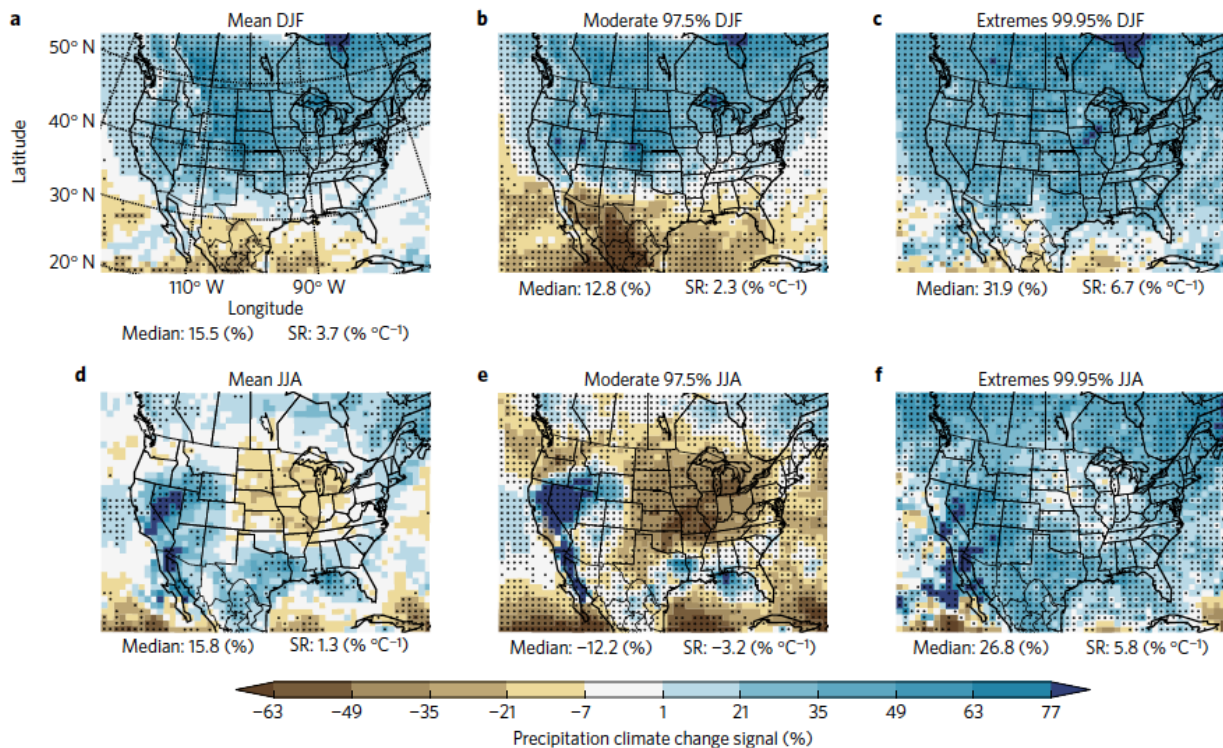 a Mean DJF
b Moderate 97.5% DJF
c Extremes 99.95% DJF
50° N
40° N
30° N
20° N
Latitude
110° W 90° W
Longitude
Median: 15.5 (%) SR: 3.7 (% °C⁻¹)
Median: 12.8 (%) SR: 2.3 (% °C⁻¹)
Median: 31.9 (%) SR: 6.7 (% °C⁻¹)
d Mean JJA
e Moderate 97.5% JJA
f Extremes 99.95% JJA
Median: 15.8 (%) SR: 1.3 (% °C⁻¹)
Median: −12.2 (%) SR: −3.2 (% °C⁻¹)
Median: 26.8 (%) SR: 5.8 (% °C⁻¹)
−63 −49 −35 −21 −7 1 21 35 49 63 77
Precipitation climate change signal (%)